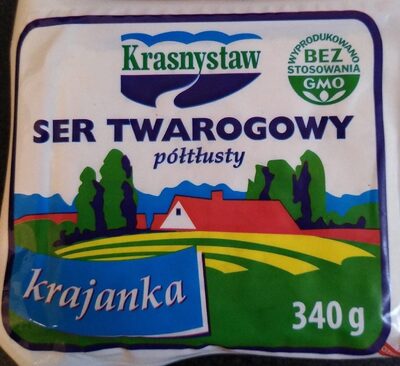 Krasnystaw
WYPRODUKOWANO
BEZ
STOSOWANIA
GMO
SER TWAROGOWY
półtłusty
krajanka
340 g